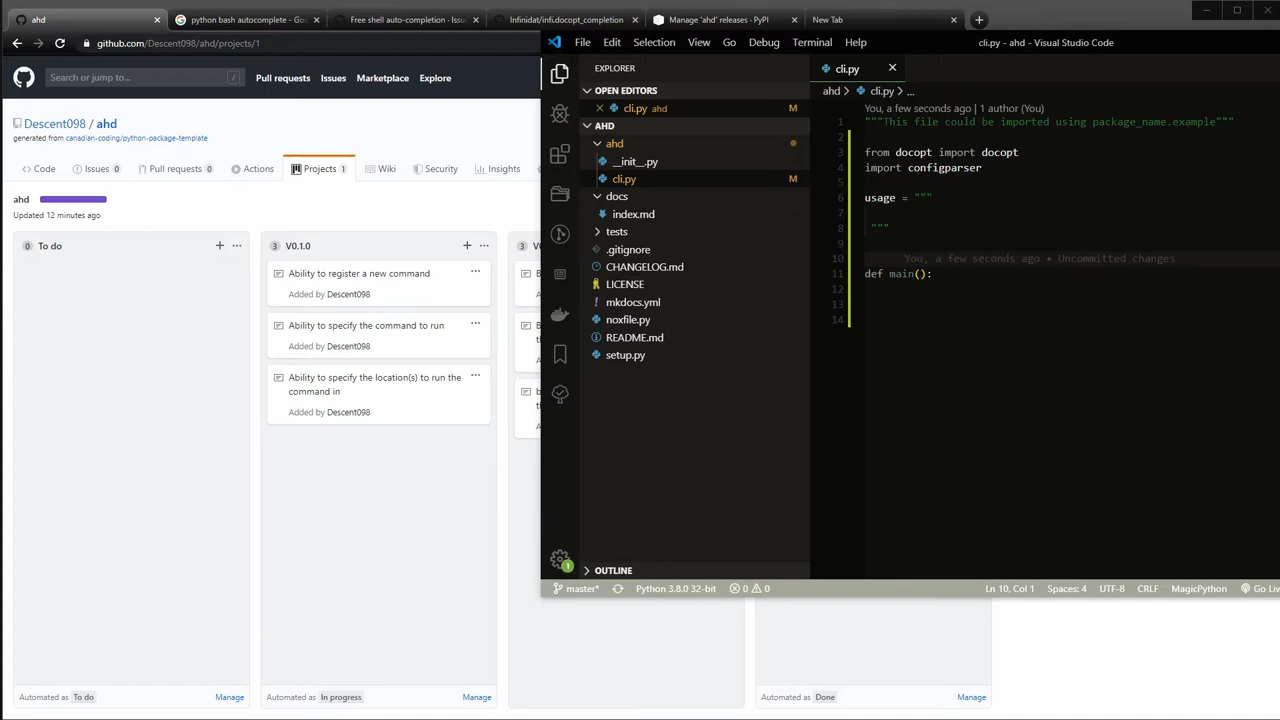 ahd
python bash autocomplete - Go
Free shell auto-completion · Issu
Infinidat/infi.docopt_completion
Manage 'ahd' releases · PyPI
New Tab
github.com/Descent098/ahd/projects/1
Search or jump to...
/
Pull requests
Issues
Marketplace
Explore
Descent098 / ahd
generated from canadian-coding/python-package-template
Code
Issues 0
Pull requests 0
Actions
Projects 1
Wiki
Security
Insights
ahd
Updated 12 minutes ago
0 To do
3 V0.1.0
Ability to register a new command
Added by Descent098
Ability to specify the command to run
Added by Descent098
Ability to specify the location(s) to run the
command in
Added by Descent098
3
Automated as To do
Manage
Automated as In progress
Manage
Automated as Done
Manage
File Edit Selection View Go Debug Terminal Help
cli.py - ahd - Visual Studio Code
EXPLORER
OPEN EDITORS
cli.py ahd M
AHD
ahd
__init__.py
cli.py M
docs
index.md
tests
.gitignore
CHANGELOG.md
LICENSE
mkdocs.yml
noxfile.py
README.md
setup.py
OUTLINE
1
cli.py
ahd > cli.py > ...
You, a few seconds ago | 1 author (You)
1 """This file could be imported using package_name.example"""
2
3 from docopt import docopt
4 import configparser
5
6 usage = """
7
8 """
9
10 You, a few seconds ago • Uncommitted changes
11 def main():
12
13
14
master*
Python 3.8.0 32-bit
0 0
Ln 10, Col 1
Spaces: 4
UTF-8
CRLF
MagicPython
Go Liv